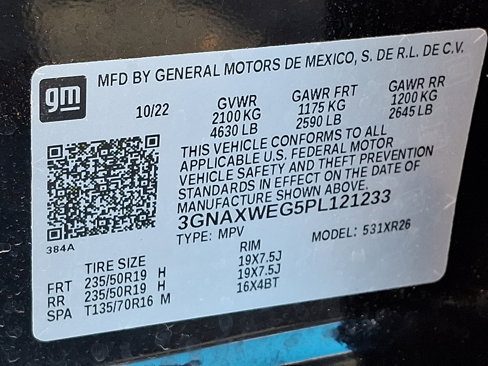 gm
MFD BY GENERAL MOTORS DE MEXICO, S. DE R.L. DE C.V.
10/22 GVWR GAWR FRT GAWR RR
2100 KG 1175 KG 1200 KG
4630 LB 2590 LB 2645 LB
THIS VEHICLE CONFORMS TO ALL
APPLICABLE U.S. FEDERAL MOTOR
VEHICLE SAFETY AND THEFT PREVENTION
STANDARDS IN EFFECT ON THE DATE OF
MANUFACTURE SHOWN ABOVE.
3GNAXWEG5PL121233
384A
TYPE: MPV MODEL: 531XR26
TIRE SIZE RIM
FRT 235/50R19 H 19X7.5J
RR 235/50R19 H 19X7.5J
SPA T135/70R16 M 16X4BT